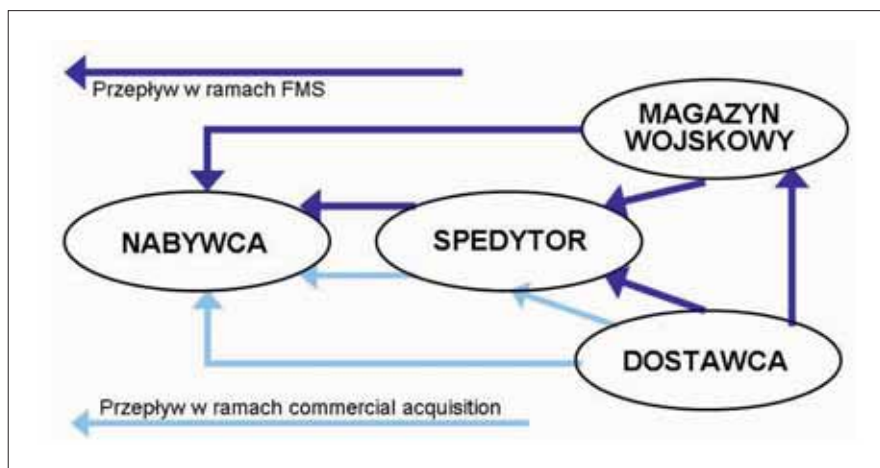 Przepływ w ramach FMS
MAGAZYN
WOJSKOWY
NABYWCA
SPEDYTOR
DOSTAWCA
Przepływ w ramach commercial acquisition